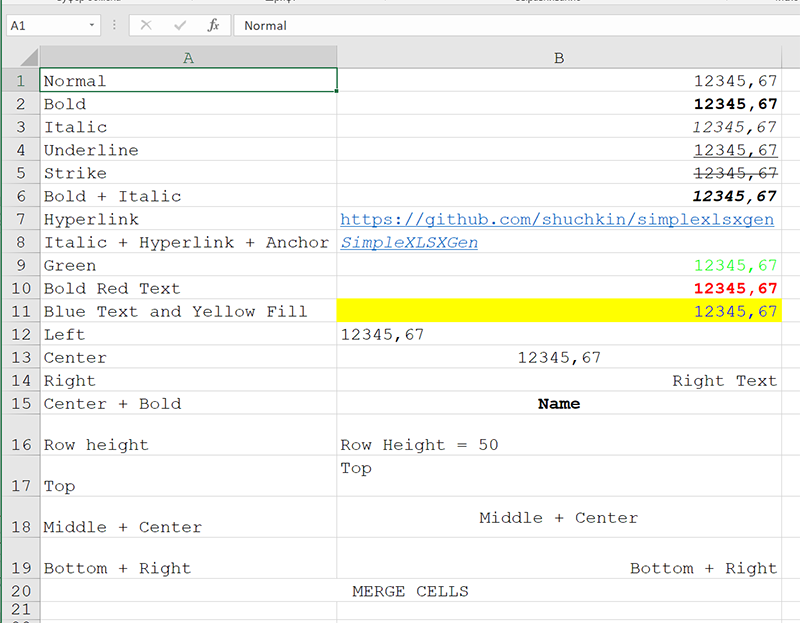 A1 fx Normal
A B
1 Normal 12345,67
2 Bold 12345,67
3 Italic 12345,67
4 Underline 12345,67
5 Strike 12345,67
6 Bold + Italic 12345,67
7 Hyperlink https://github.com/shuchkin/simplexlsxgen
8 Italic + Hyperlink + Anchor SimpleXLSXGen
9 Green 12345,67
10 Bold Red Text 12345,67
11 Blue Text and Yellow Fill 12345,67
12 Left 12345,67
13 Center 12345,67
14 Right Right Text
15 Center + Bold Name
16 Row height Row Height = 50
Top
17 Top
18 Middle + Center Middle + Center
19 Bottom + Right Bottom + Right
20 MERGE CELLS
21